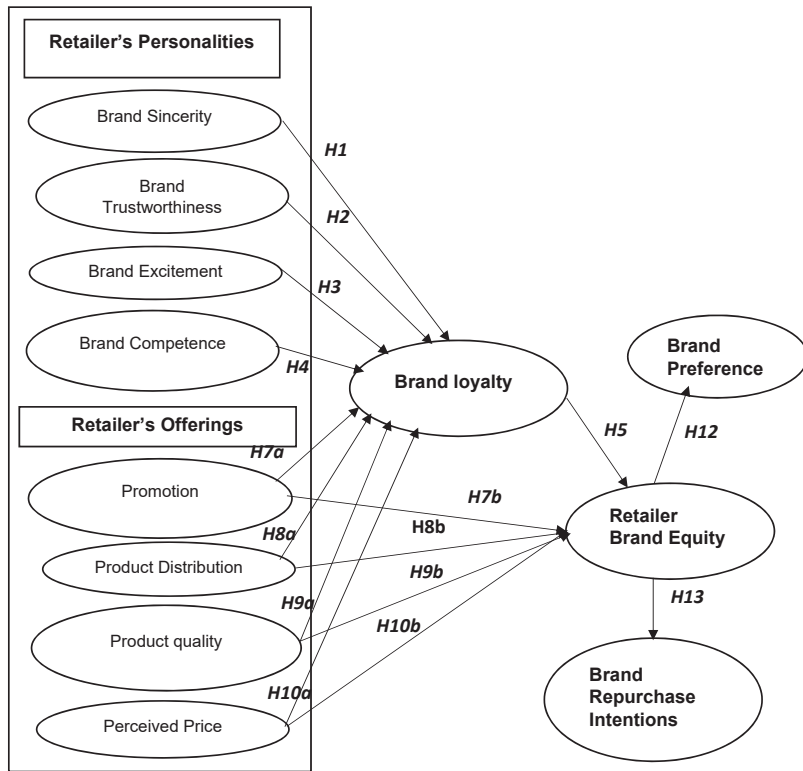 Retailer's Personalities
Brand Sincerity
H1
Brand
Trustworthiness
H2
Brand Excitement
H3
Brand Competence
H4
Brand loyalty
Brand
Preference
Retailer's Offerings
H7a
H5
H12
Promotion
H7b
Retailer
Brand Equity
H8a
H8b
Product Distribution
H9a
H9b
H13
Product quality
H10b
Brand
Repurchase
Intentions
H10a
Perceived Price